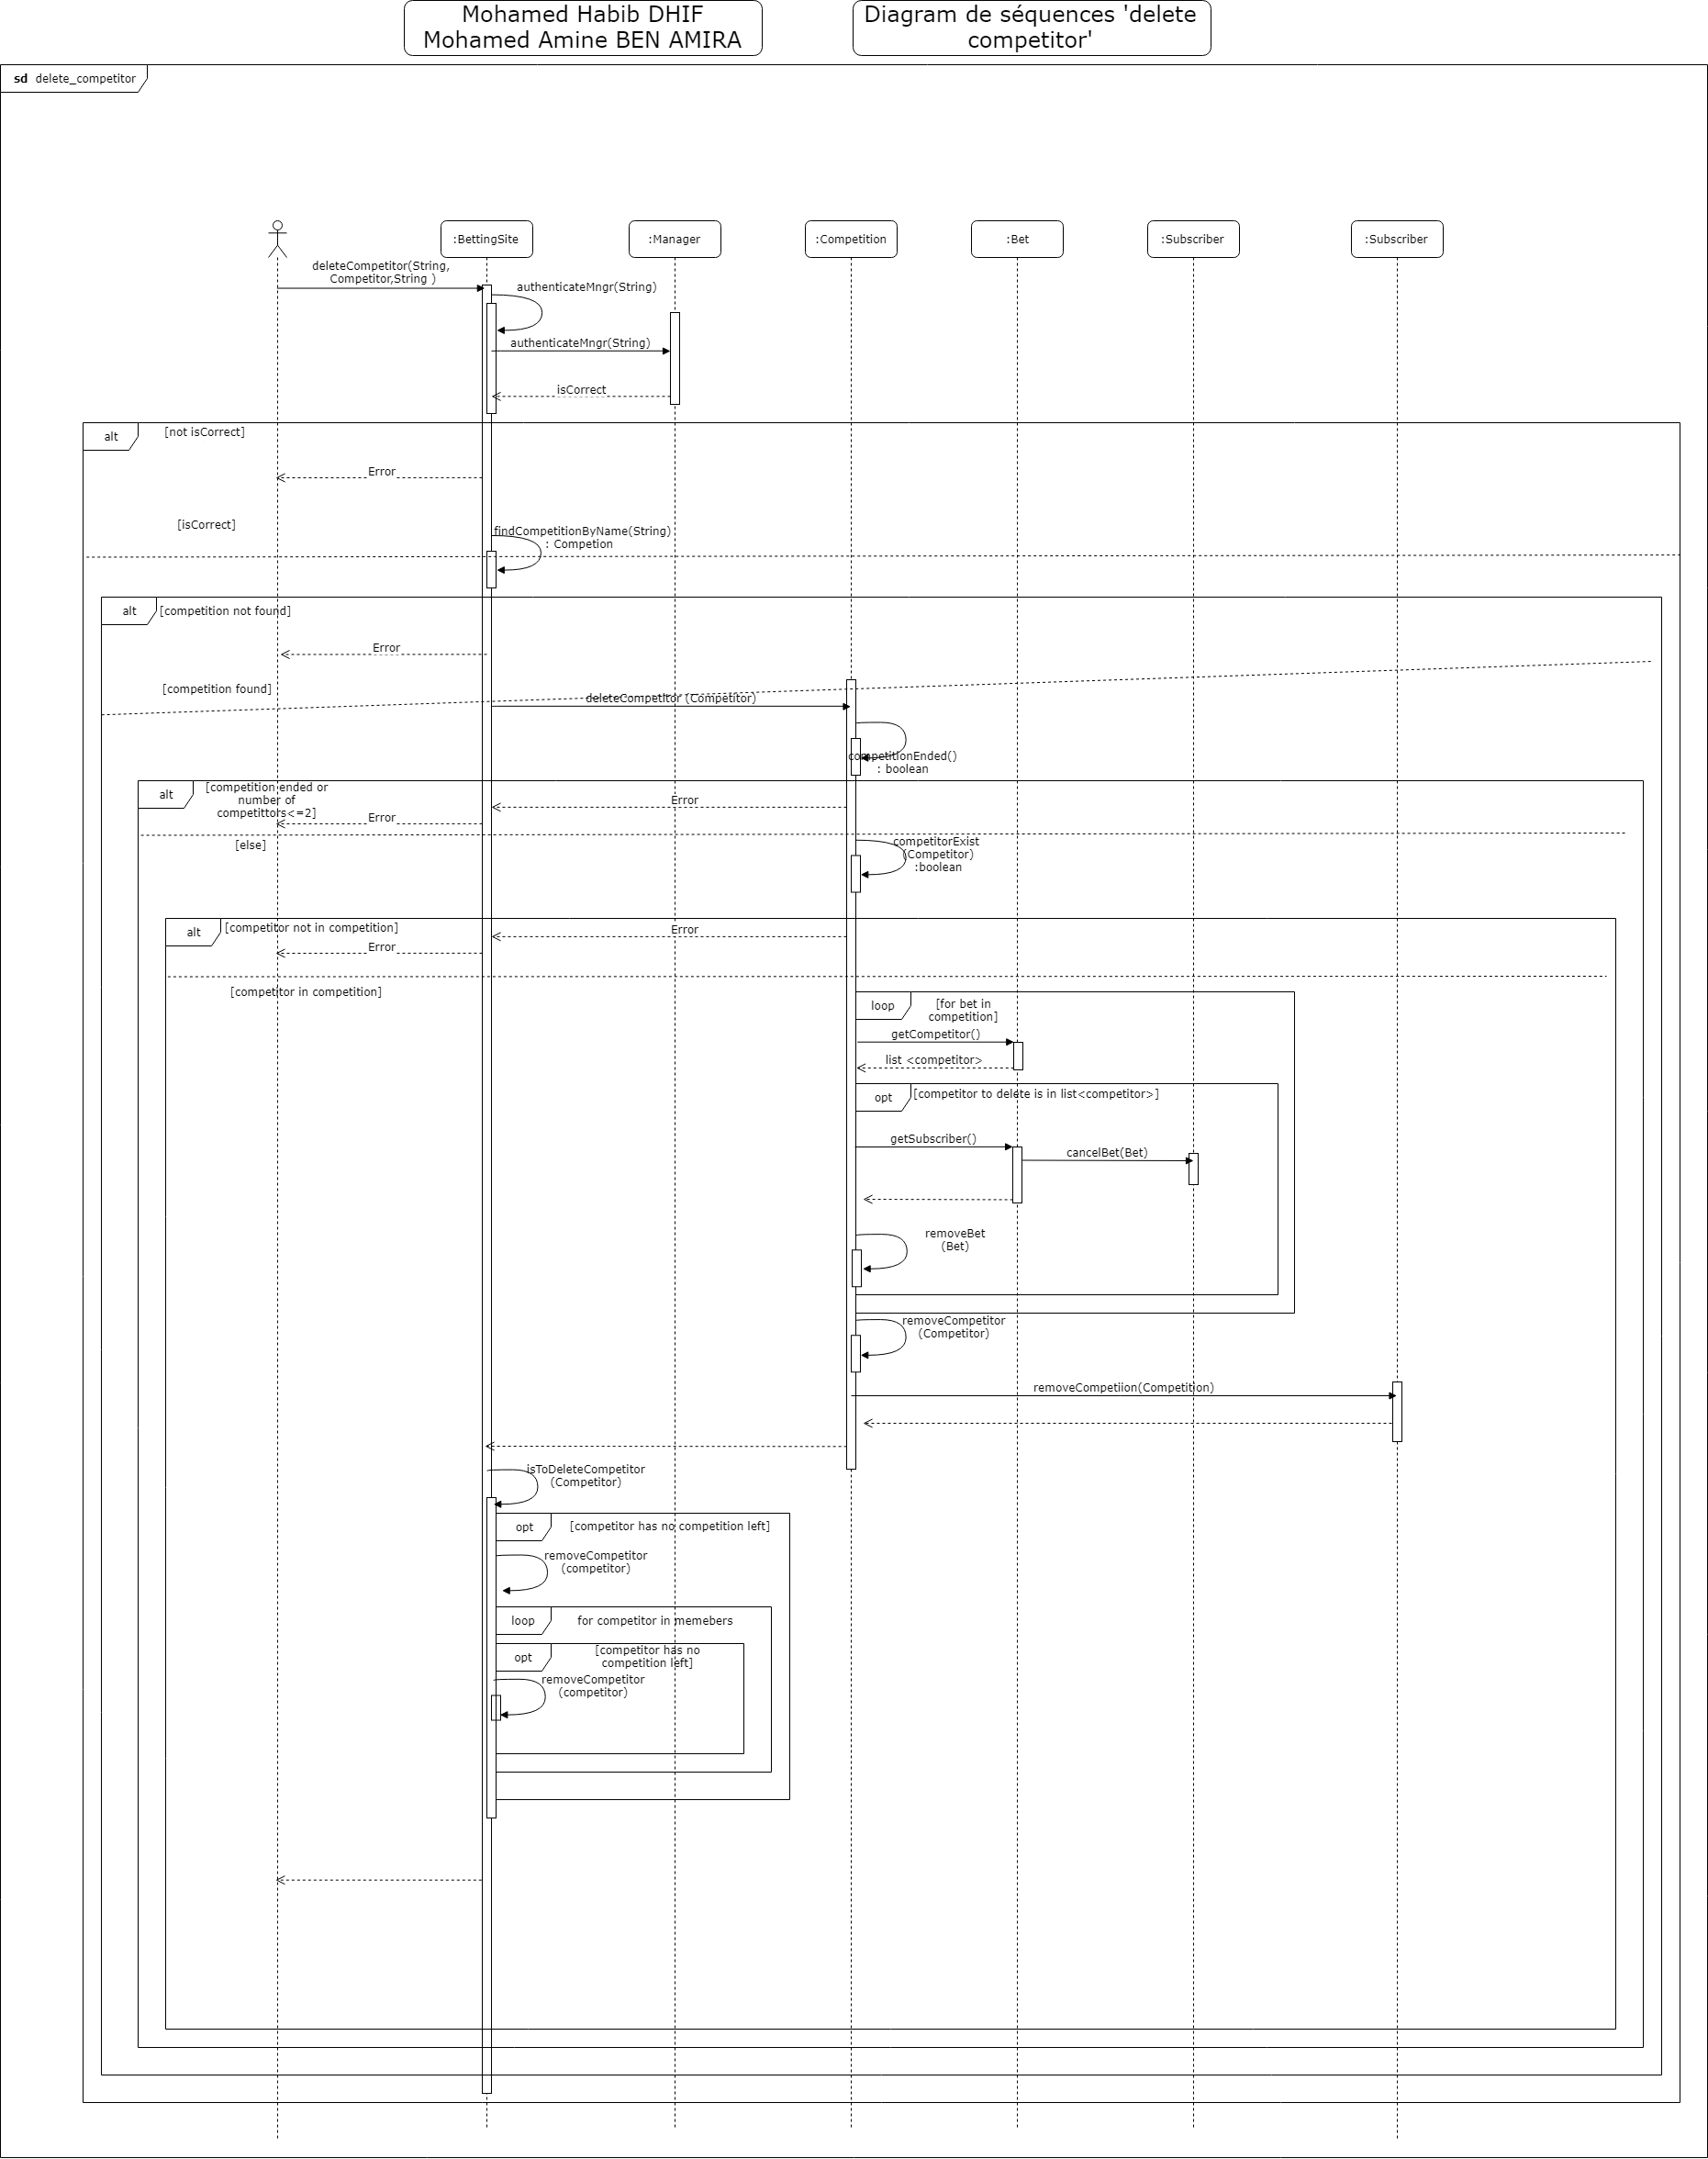 Mohamed Habib DHIF
Mohamed Amine BEN AMIRA
Diagram de séquences 'delete
competitor'
sd delete_competitor
:BettingSite
:Manager
:Competition
:Bet
:Subscriber
:Subscriber
deleteCompetitor(String,
Competitor,String )
authenticateMngr(String)
authenticateMngr(String)
isCorrect
alt
[not isCorrect]
Error
[isCorrect]
findCompetitionByName(String)
: Competion
alt
[competition not found]
Error
[competition found]
deleteCompetitor (Competitor)
competitionEnded()
: boolean
alt
[competition ended or
number of
competittors<=2]
Error
Error
[else]
competitorExist
(Competitor)
:boolean
alt
[competitor not in competition]
Error
Error
[competitor in competition]
loop
[for bet in
competition]
getCompetitor()
list <competitor>
opt
[competitor to delete is in list<competitor>]
getSubscriber()
cancelBet(Bet)
removeBet
(Bet)
removeCompetitor
(Competitor)
removeCompetiion(Competition)
isToDeleteCompetitor
(Competitor)
opt
[competitor has no competition left]
removeCompetitor
(competitor)
loop
for competitor in memebers
opt
[competitor has no
competition left]
removeCompetitor
(competitor)